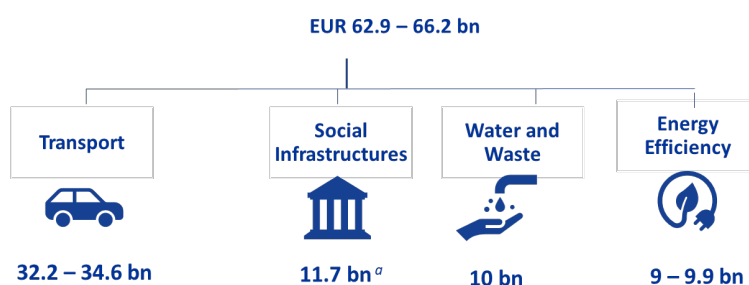 EUR 62.9 – 66.2 bn
Transport
Social
Infrastructures
Water and
Waste
Energy
Efficiency
32.2 – 34.6 bn
11.7 bn a
10 bn
9 – 9.9 bn